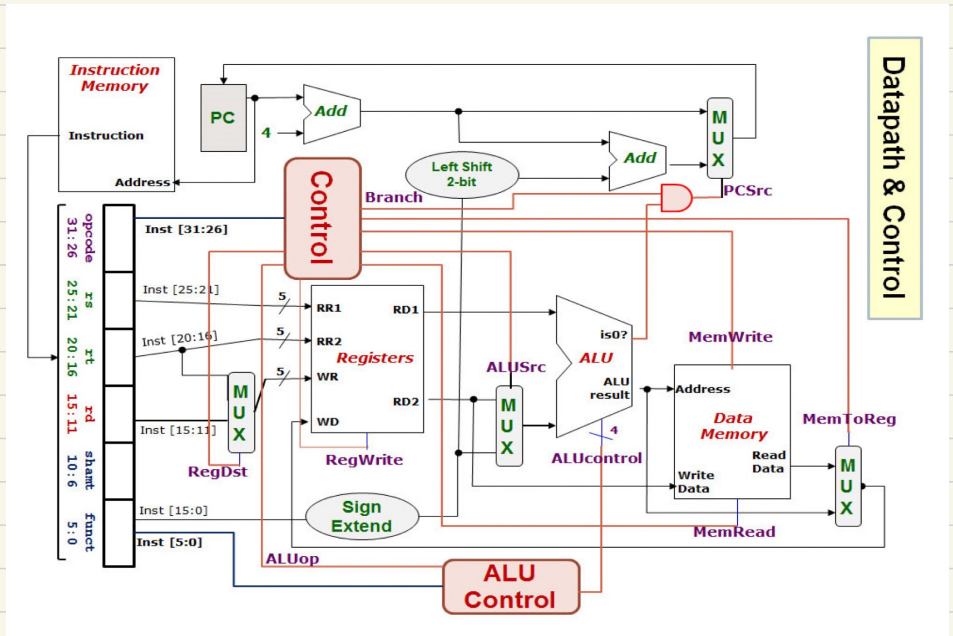 Datapath & Control
Instruction
Memory
Instruction
Address
PC
4
Add
Left Shift
2-bit
Add
M
U
X
PCSrc
Control
Branch
opcode
31:26
rs
25:21
rt
20:16
rd
15:11
shamt
10:6
funct
5:0
Inst [31:26]
Inst [25:21]
Inst [20:16]
Inst [15:11]
Inst [15:0]
Inst [5:0]
M
U
X
RegDst
5
5
5
RR1
RR2
WR
WD
Registers
RD1
RD2
RegWrite
Sign
Extend
ALUSrc
M
U
X
is0?
ALU
ALU
result
4
ALUcontrol
MemWrite
Address
Data
Memory
Read
Data
Write
Data
MemRead
MemToReg
M
U
X
ALUop
ALU
Control